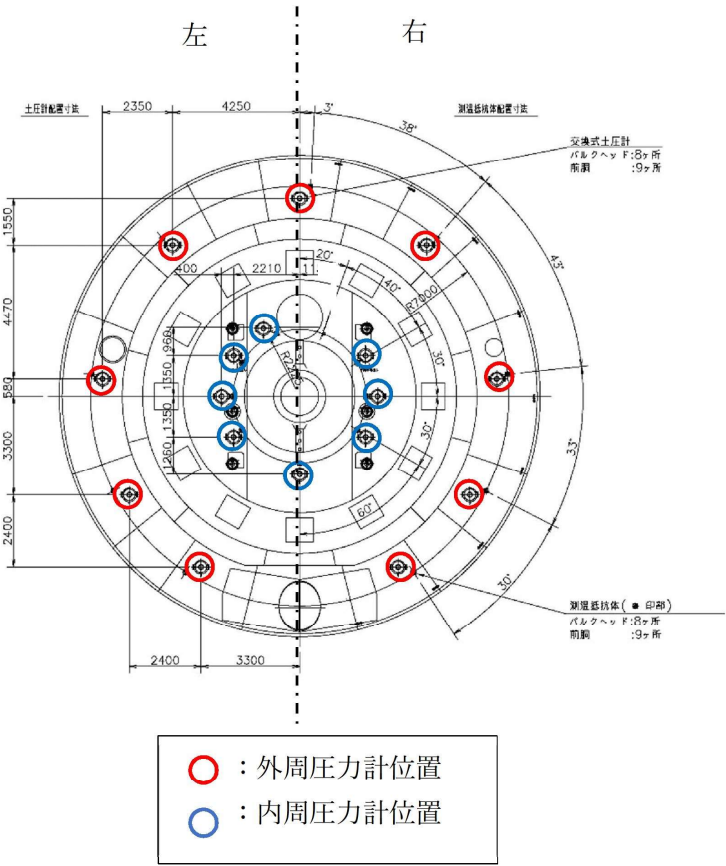 左
右
土圧計配置寸法
2350
4250
3°
測温抵抗体配置寸法
38°
交換式土圧計
バルクヘッド:8ヶ所
前胴 :9ヶ所
1550
4470
580
3300
2400
400
2210
11.
20°
40°
R7000
43°
960
1350
1350
1260
30°
30°
33°
60°
30°
測温抵抗体( ● 印部)
バルクヘッド:8ヶ所
前胴 :9ヶ所
2400
3300
:外周圧力計位置
:内周圧力計位置